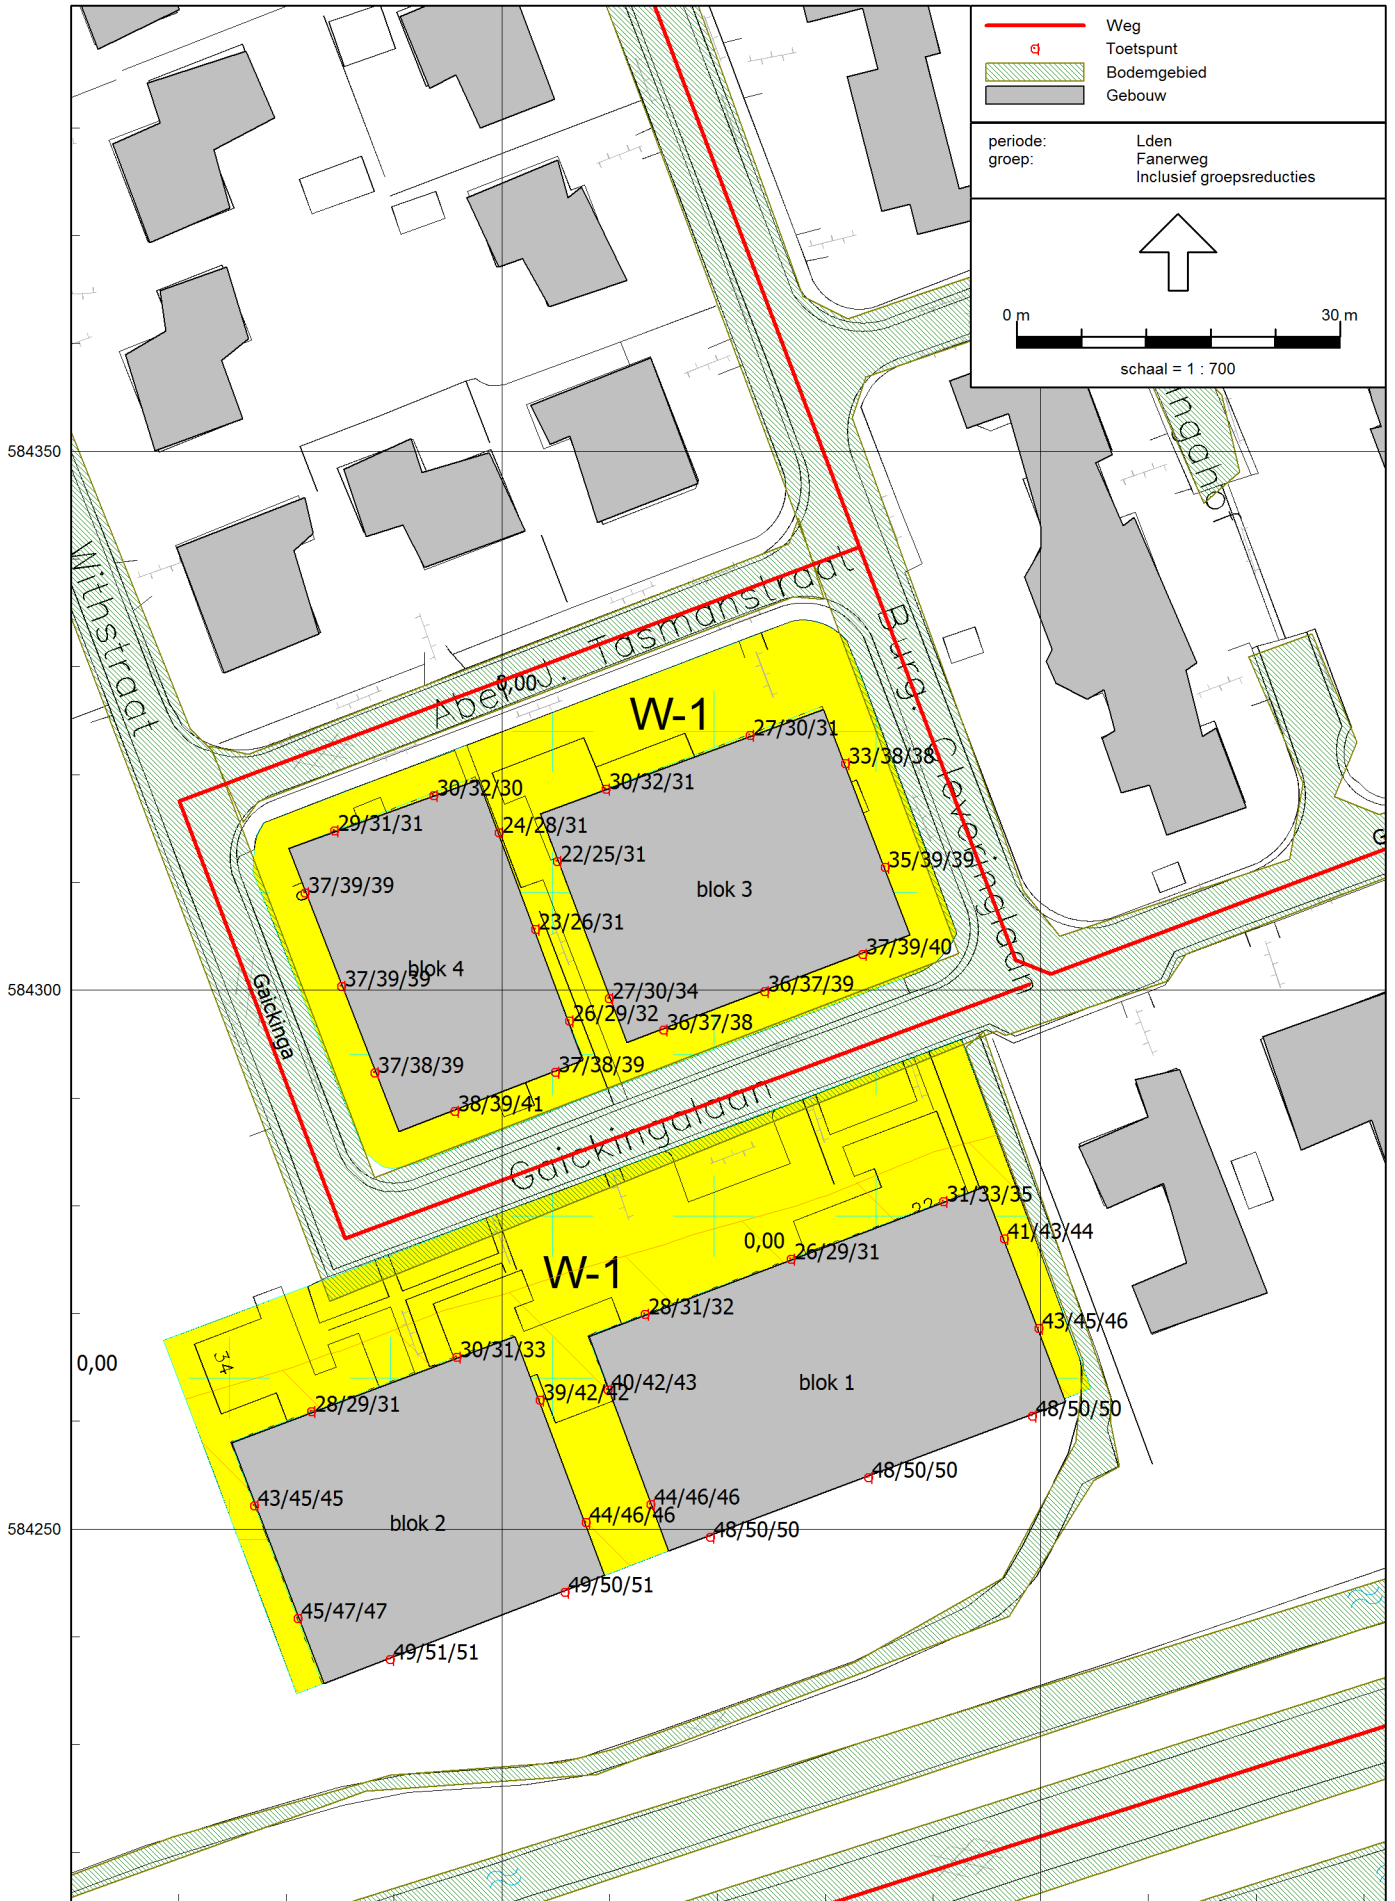 Weg
Toetspunt
Bodemgebied
Gebouw
periode: Lden
groep: Fanerweg
Inclusief groepsreducties
0 m 30 m
schaal = 1 : 700
584350
Withstraat
Abel J. Tasmanstraat
0,00
Burg. Cleveringlaan
W-1
27/30/31
33/38/38
30/32/31
30/32/30
29/31/31
24/28/31
22/25/31
35/39/39
37/39/39
blok 3
23/26/31
37/39/40
blok 4
37/39/39
36/37/39
584300
27/30/34
26/29/32
36/37/38
Gaickinga
37/38/39
37/38/39
38/39/41
Gaickingalaan
31/33/35
41/43/44
0,00
26/29/31
W-1
28/31/32
43/45/46
30/31/33
0,00
34
40/42/43
blok 1
39/42/42
28/29/31
48/50/50
48/50/50
43/45/45
44/46/46
44/46/46
blok 2
584250
48/50/50
49/50/51
45/47/47
49/51/51